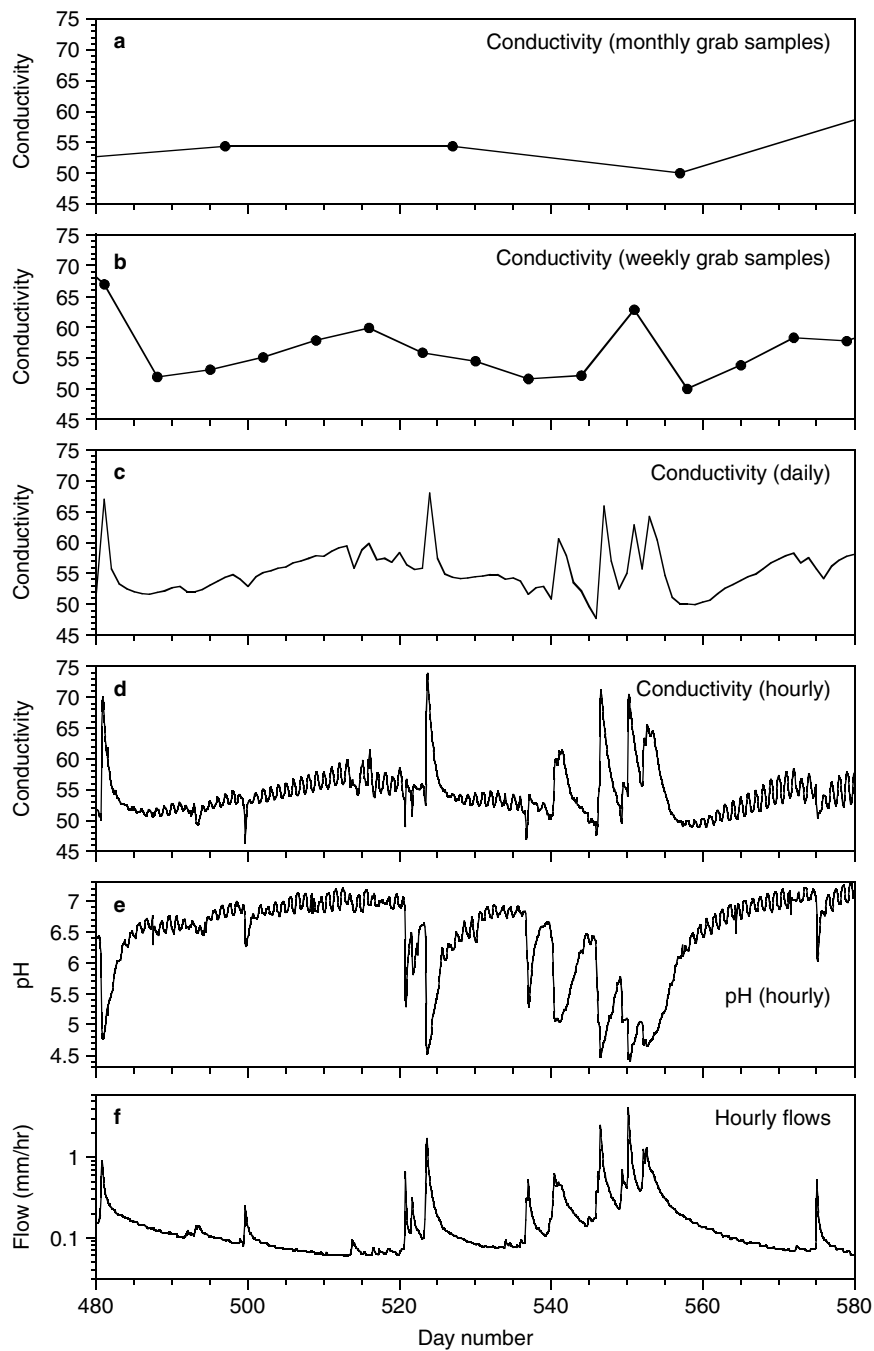 a
Conductivity (monthly grab samples)
Conductivity
75
70
65
60
55
50
45
b
Conductivity (weekly grab samples)
Conductivity
75
70
65
60
55
50
45
c
Conductivity (daily)
Conductivity
75
70
65
60
55
50
45
d
Conductivity (hourly)
Conductivity
75
70
65
60
55
50
45
e
pH (hourly)
pH
7
6.5
6
5.5
5
4.5
f
Hourly flows
Flow (mm/hr)
1
0.1
480 500 520 540 560 580
Day number